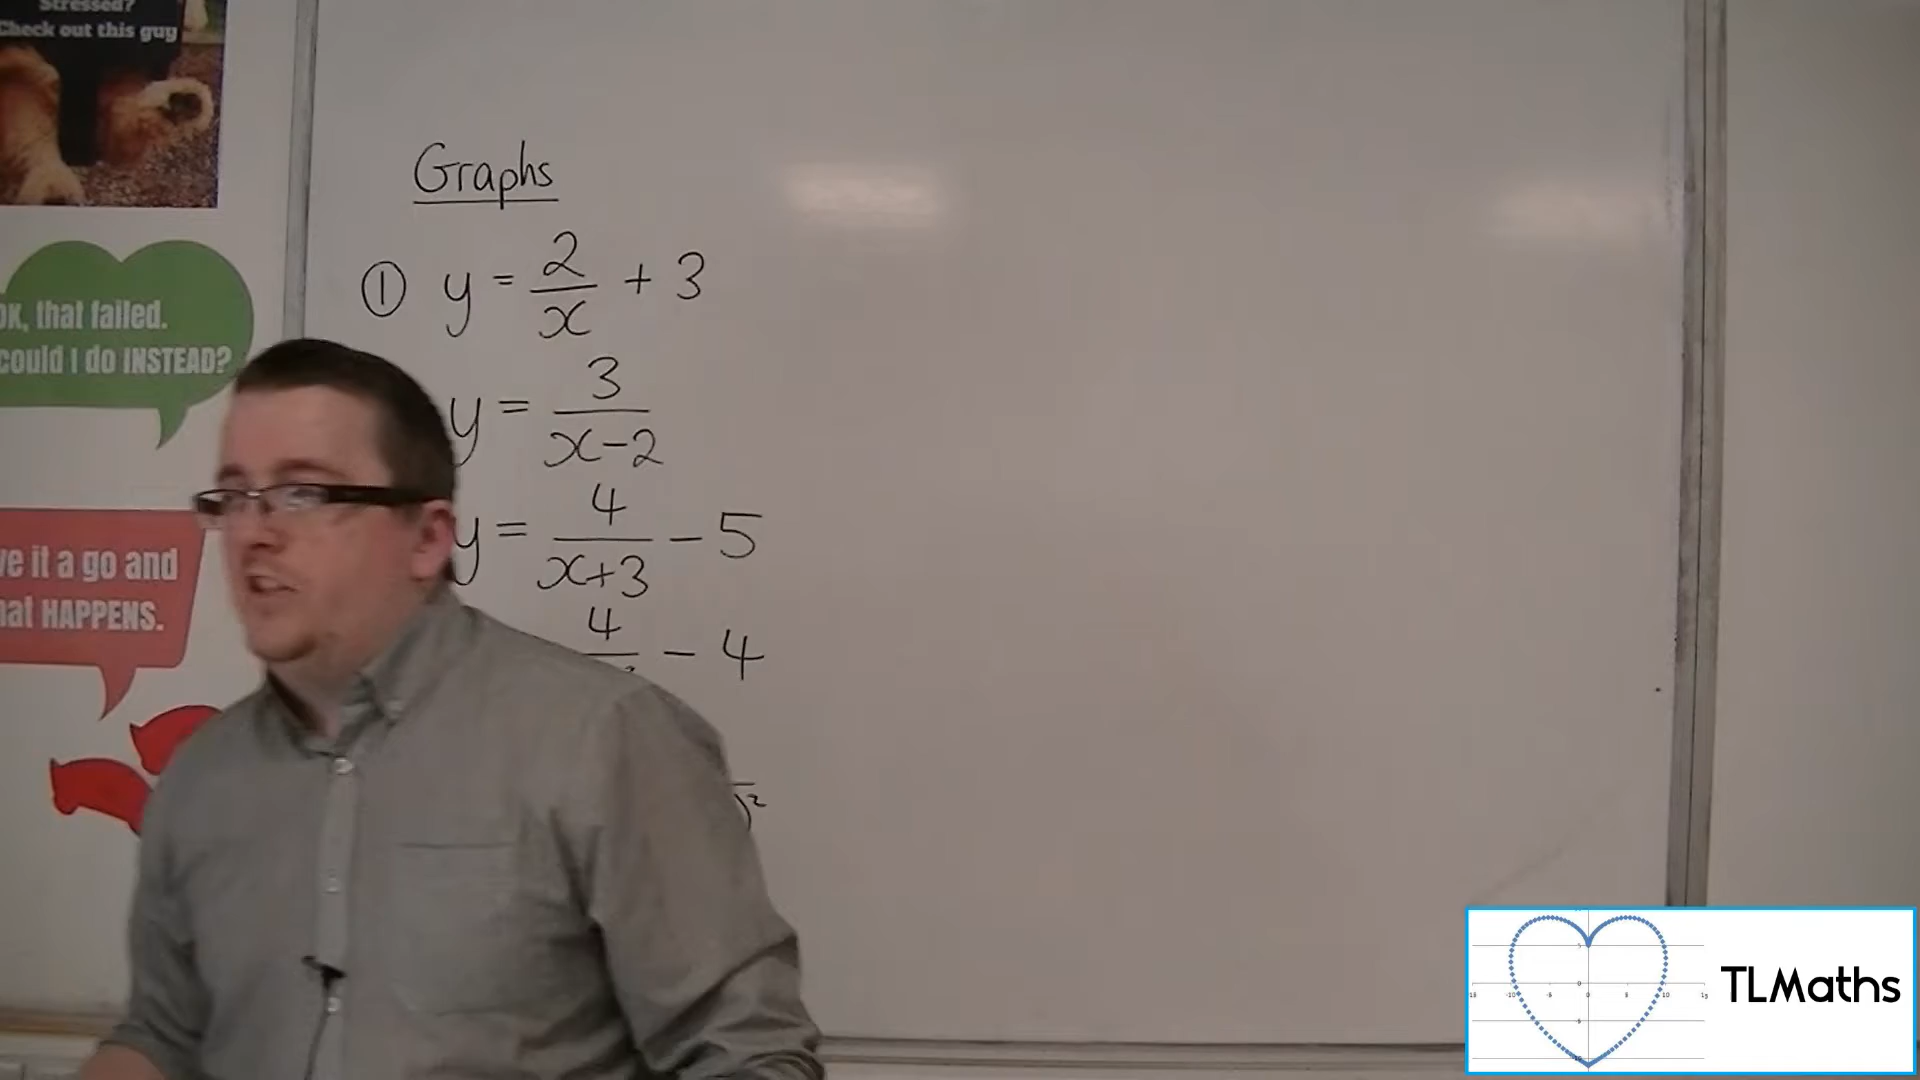 Stressed?
Check out this guy
OK, that failed.
could I do INSTEAD?
ve it a go and
hat HAPPENS.
Graphs
① y = 2/x + 3
y = 3/(x-2)
y = 4/(x+3) - 5
4 - 4
)²
TLMaths